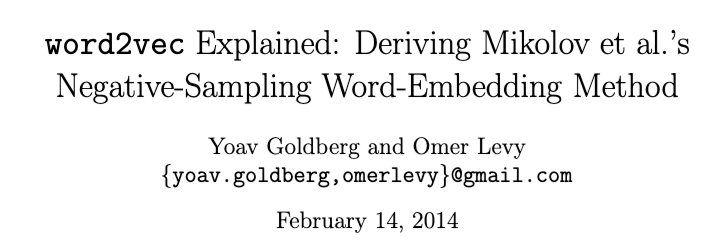 word2vec Explained: Deriving Mikolov et al.'s
Negative-Sampling Word-Embedding Method
Yoav Goldberg and Omer Levy
{yoav.goldberg,omerlevy}@gmail.com
February 14, 2014